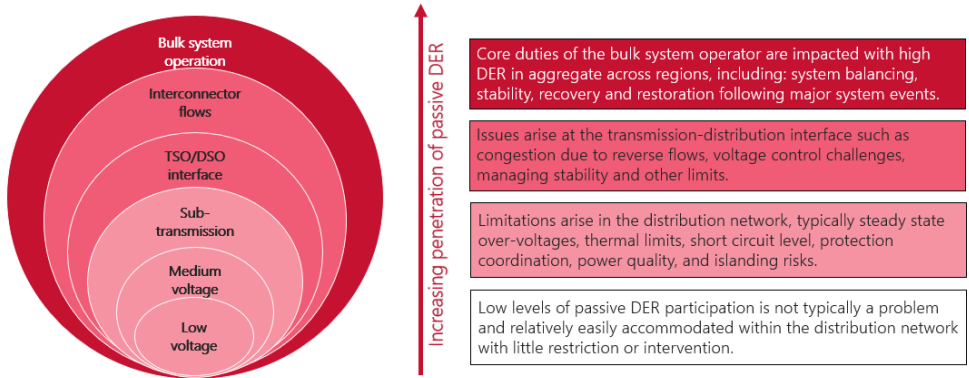 Bulk system
operation
Interconnector
flows
TSO/DSO
interface
Sub-
transmission
Medium
voltage
Low
voltage
Increasing penetration of passive DER
Core duties of the bulk system operator are impacted with high
DER in aggregate across regions, including: system balancing,
stability, recovery and restoration following major system events.
Issues arise at the transmission-distribution interface such as
congestion due to reverse flows, voltage control challenges,
managing stability and other limits.
Limitations arise in the distribution network, typically steady state
over-voltages, thermal limits, short circuit level, protection
coordination, power quality, and islanding risks.
Low levels of passive DER participation is not typically a problem
and relatively easily accommodated within the distribution network
with little restriction or intervention.